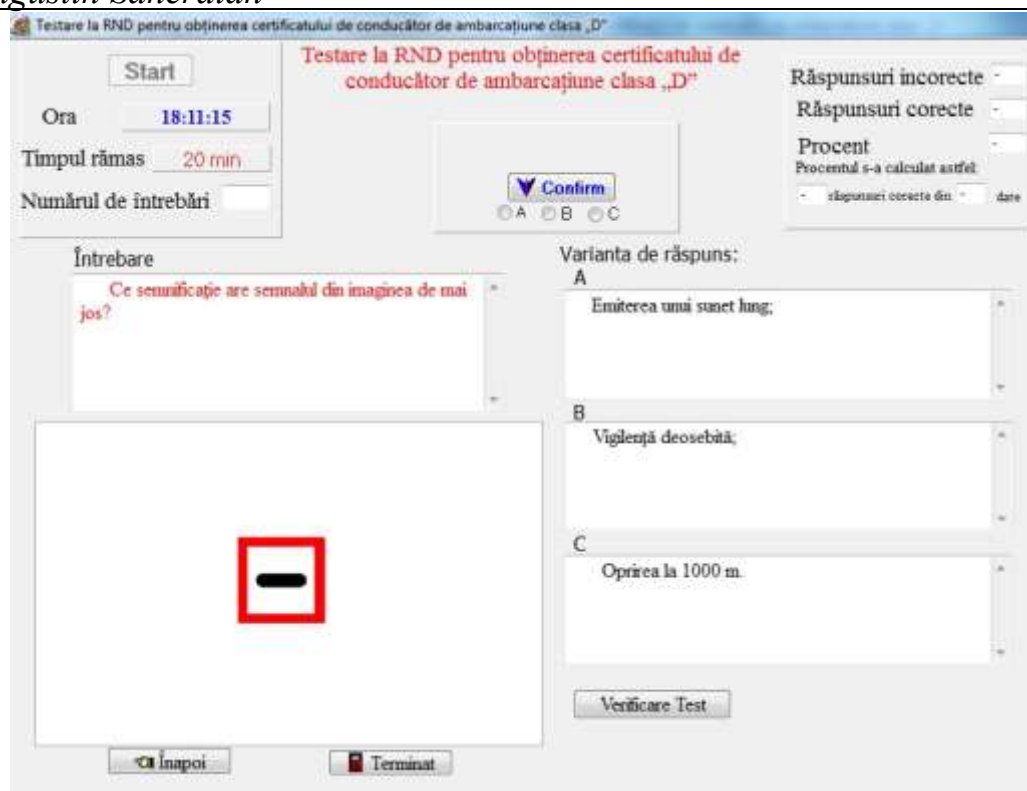 Testare la RND pentru obținerea certificatului de conducător de ambarcațiune clasa „D”
Start
Ora 18:11:15
Timpul rămas 20 min
Numărul de întrebări
Testare la RND pentru obținerea certificatului de
conducător de ambarcațiune clasa „D”
Confirm
A B C
Răspunsuri incorecte -
Răspunsuri corecte -
Procent -
Procentul s-a calculat astfel:
- răspunsuri corecte din - date
Întrebare
Ce semnificație are semnalul din imaginea de mai
jos?
Varianta de răspuns:
A
Emiterea unui sunet lung;
B
Vigilență deosebită;
C
Oprirea la 1000 m.
Verificare Test
Înapoi
Terminat